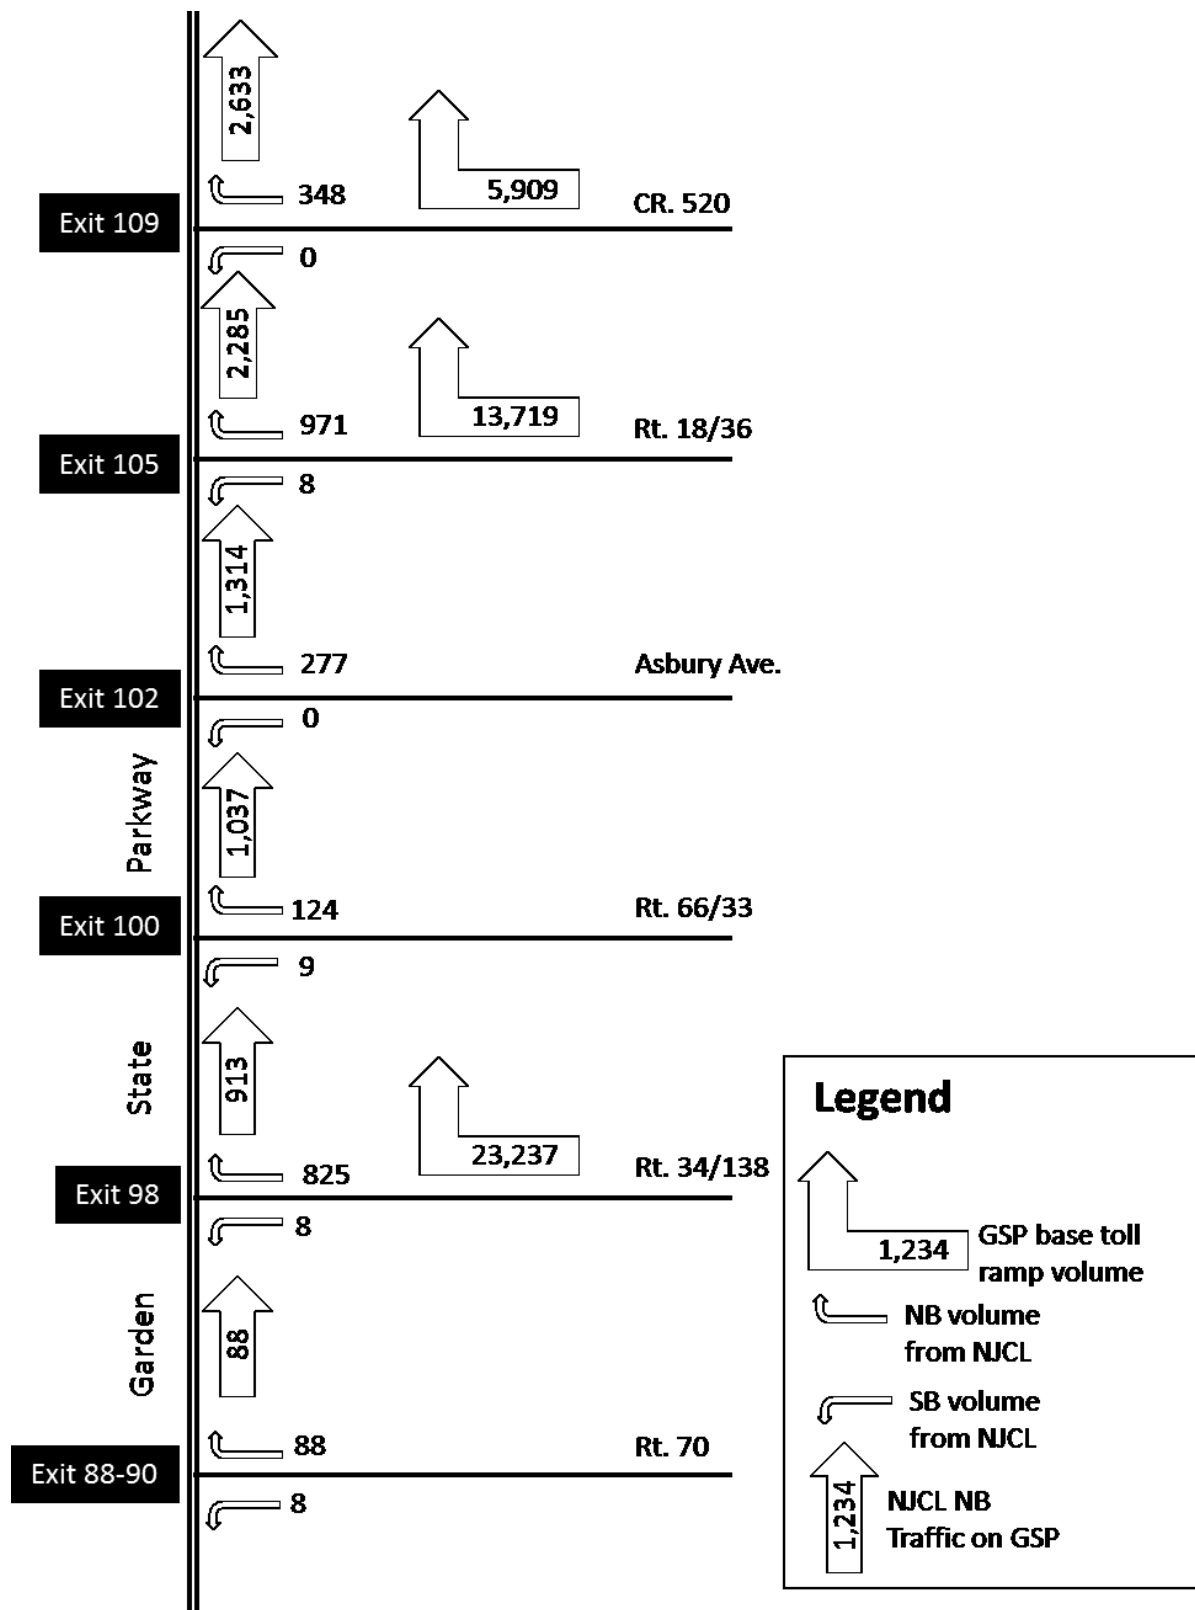 2,633
348
5,909
CR. 520
Exit 109
0
2,285
971
13,719
Rt. 18/36
Exit 105
8
1,314
277
Asbury Ave.
Exit 102
0
Parkway
1,037
124
Rt. 66/33
Exit 100
9
State
913
825
23,237
Rt. 34/138
Exit 98
8
Garden
88
88
Rt. 70
Exit 88-90
8
Legend
1,234
GSP base toll
ramp volume
NB volume
from NJCL
SB volume
from NJCL
1,234
NJCL NB
Traffic on GSP